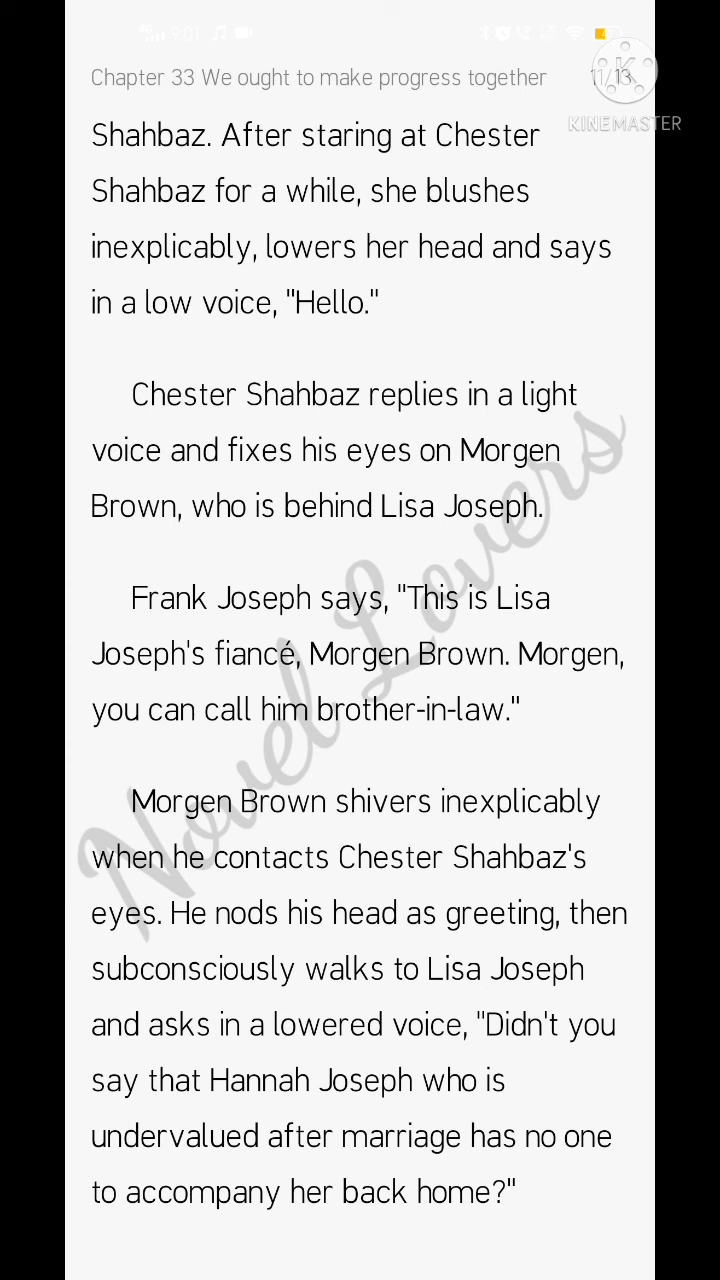 9:01
Chapter 33 We ought to make progress together 11/13
K
KINEMASTER
Shahbaz. After staring at Chester
Shahbaz for a while, she blushes
inexplicably, lowers her head and says
in a low voice, "Hello."
Chester Shahbaz replies in a light
voice and fixes his eyes on Morgen
Brown, who is behind Lisa Joseph.
Frank Joseph says, "This is Lisa
Joseph's fiancé, Morgen Brown. Morgen,
you can call him brother-in-law."
Morgen Brown shivers inexplicably
when he contacts Chester Shahbaz's
eyes. He nods his head as greeting, then
subconsciously walks to Lisa Joseph
and asks in a lowered voice, "Didn't you
say that Hannah Joseph who is
undervalued after marriage has no one
to accompany her back home?"
Novel Lovers